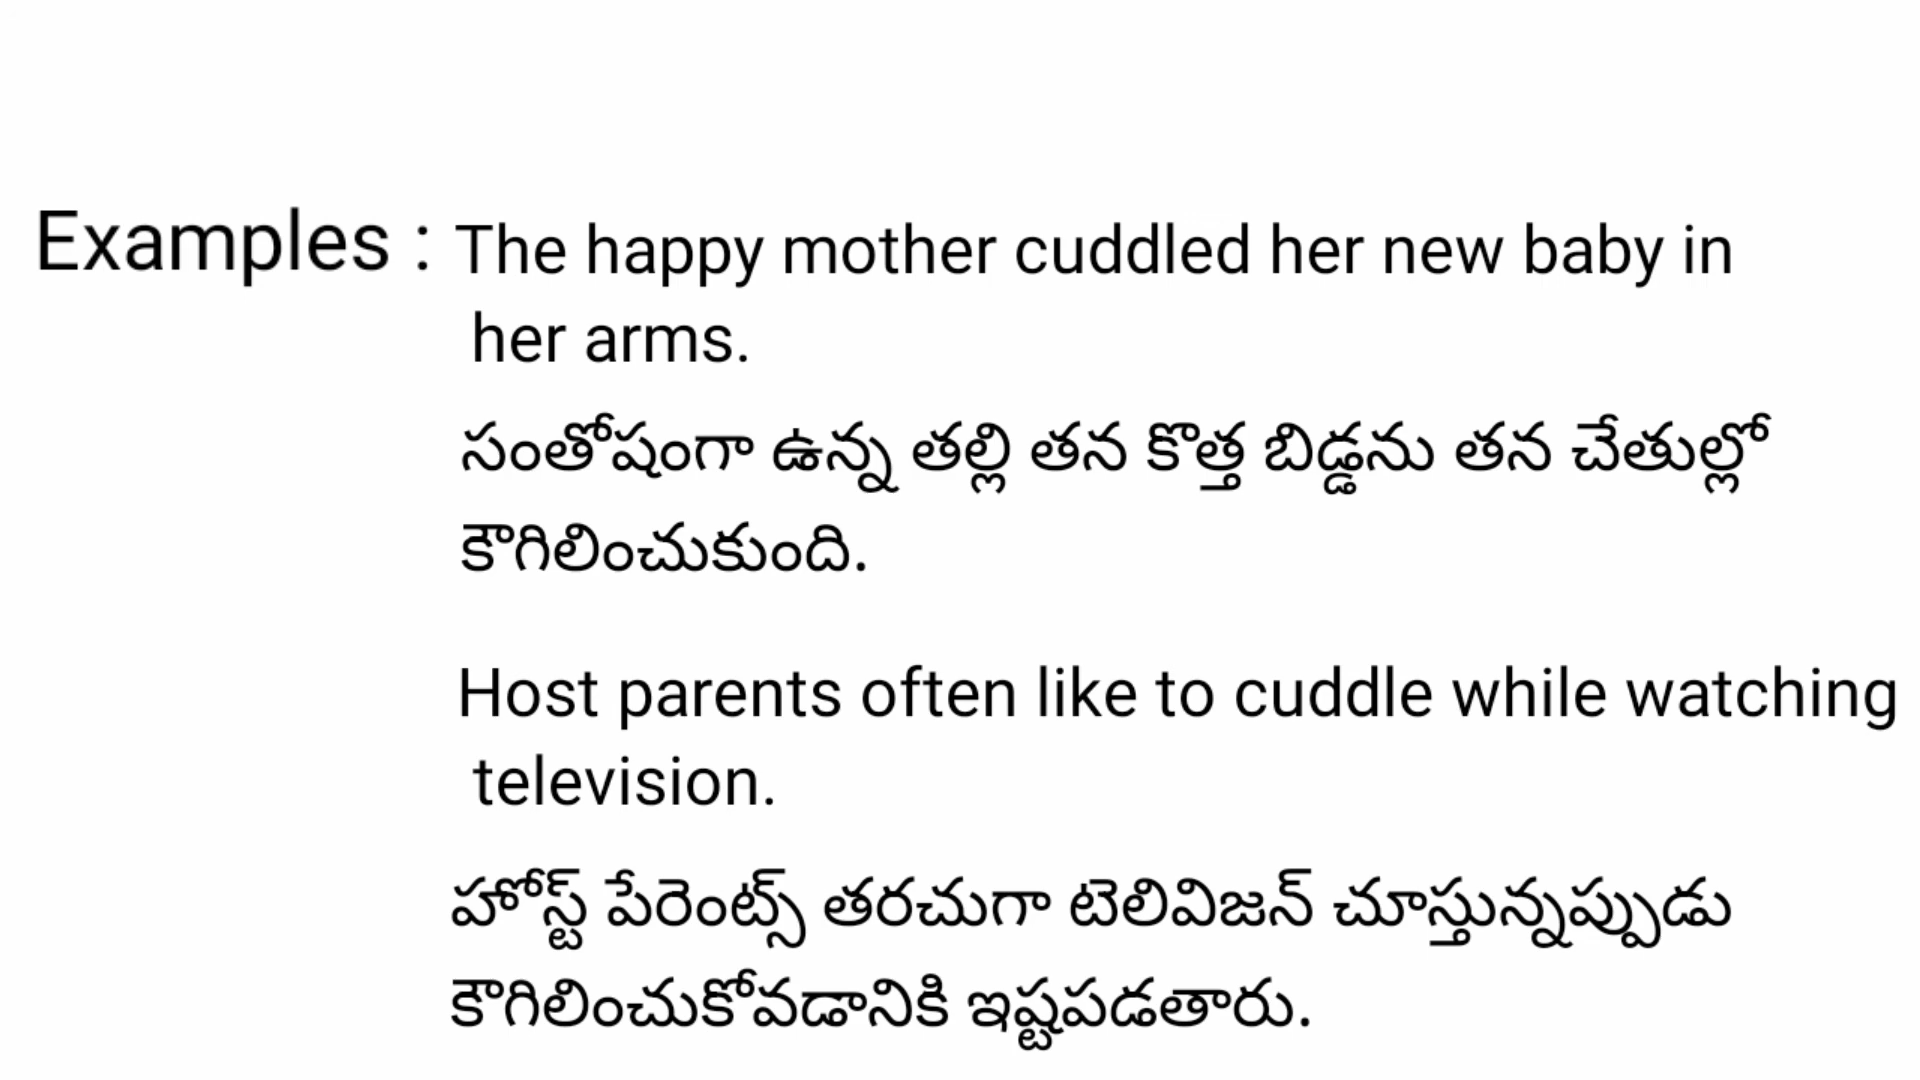 Examples : The happy mother cuddled her new baby in
her arms.
సంతోషంగా ఉన్న తల్లి తన కొత్త బిడ్డను తన చేతుల్లో
కౌగిలించుకుంది.
Host parents often like to cuddle while watching
television.
హోస్ట్ పేరెంట్స్ తరచుగా టెలివిజన్ చూస్తున్నప్పుడు
కౌగిలించుకోవడానికి ఇష్టపడతారు.